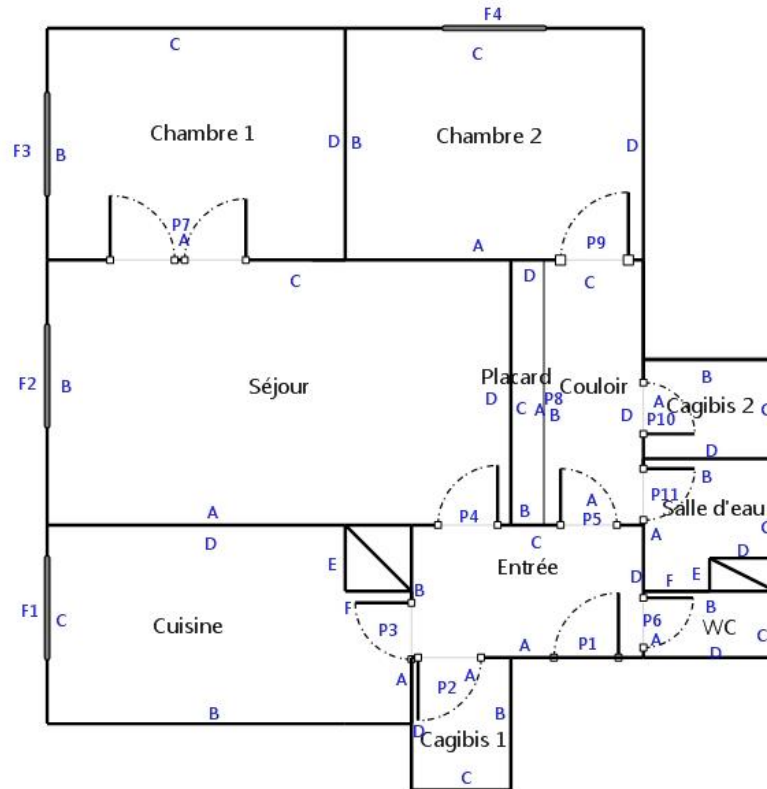 F4
C
C
F3
B
Chambre 1
D
B
Chambre 2
D
P7
A
A
P9
C
D
C
F2
B
Séjour
D
Placard
C
A
P8
B
Couloir
D
B
A
Cagibis 2
C
P10
D
B
P11
Salle d'eau
C
A
A
D
P4
B
A
P5
C
Entrée
D
E
B
D
E
F
F1
C
Cuisine
F
P3
A
P2
A
A
P1
P6
A
B
WC
C
D
B
D
B
Cagibis 1
C